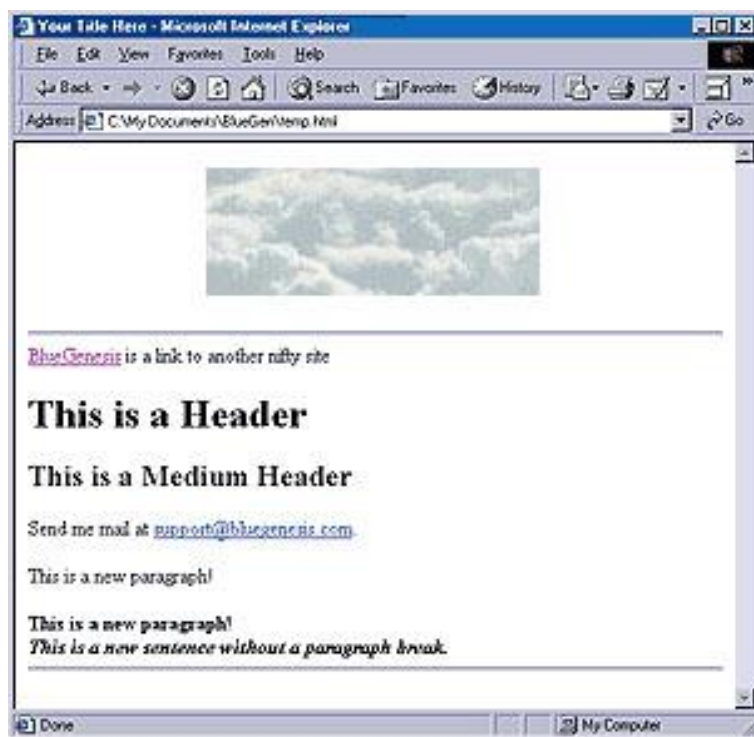 Your Title Here - Microsoft Internet Explorer
File Edit View Favorites Tools Help
Back Search Favorites History
Address C:\My Documents\BlueGen\temp.html Go
BlueGenesis is a link to another nifty site
This is a Header
This is a Medium Header
Send me mail at support@bluegenesis.com.
This is a new paragraph!
This is a new paragraph!
This is a new sentence without a paragraph break.
Done My Computer